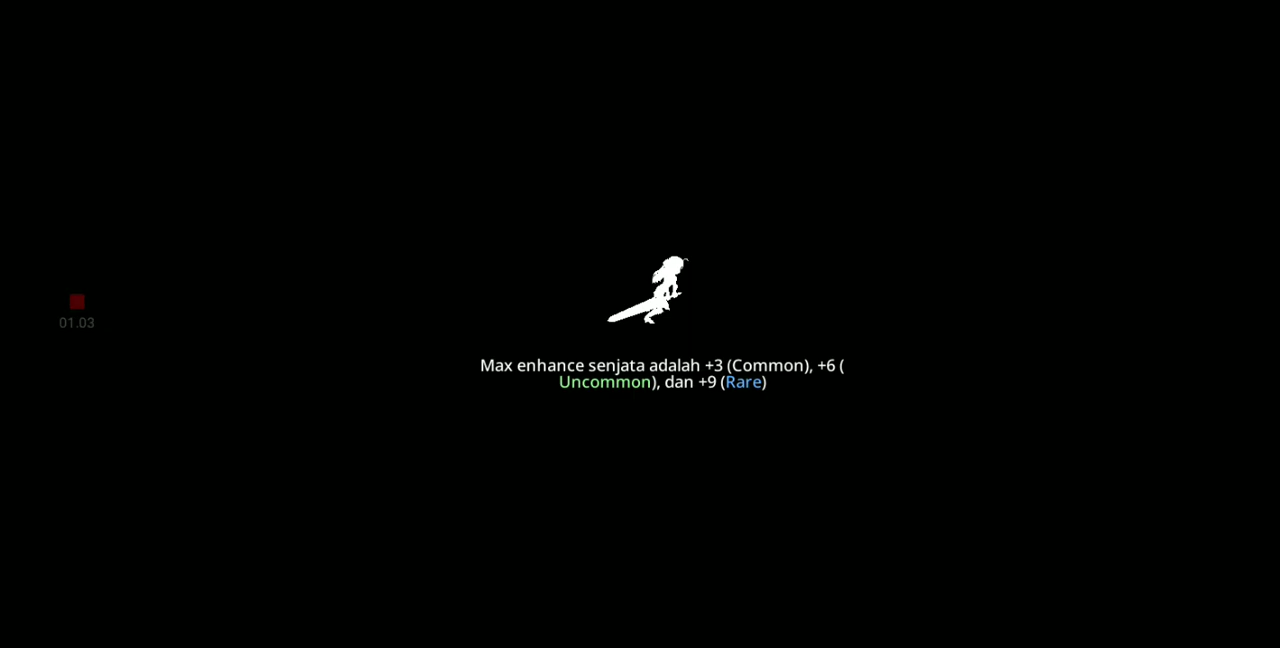 01.03
Max enhance senjata adalah +3 (Common), +6 (
Uncommon), dan +9 (Rare)